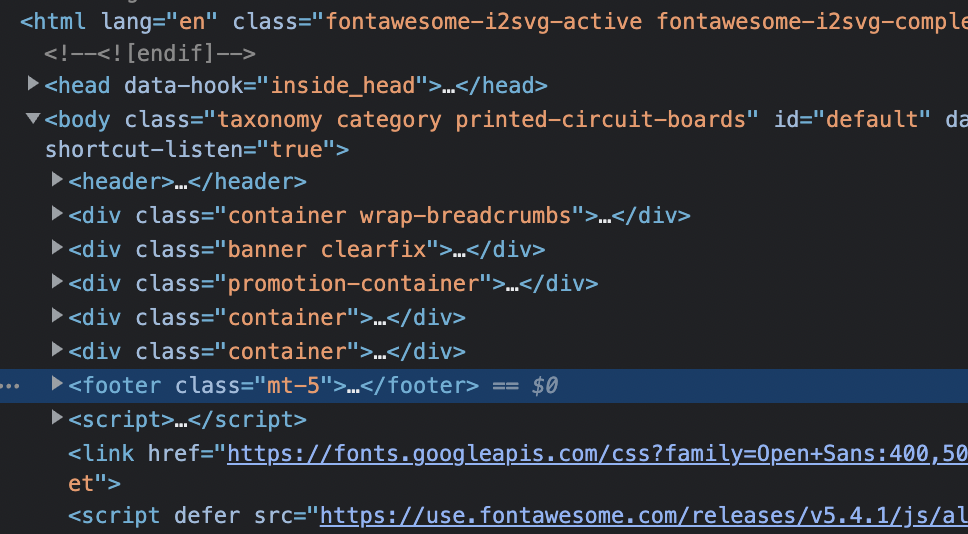 <html lang="en" class="fontawesome-i2svg-active fontawesome-i2svg-comple
<!--<![endif]-->
<head data-hook="inside_head">…</head>
<body class="taxonomy category printed-circuit-boards" id="default" da
shortcut-listen="true">
<header>…</header>
<div class="container wrap-breadcrumbs">…</div>
<div class="banner clearfix">…</div>
<div class="promotion-container">…</div>
<div class="container">…</div>
<div class="container">…</div>
<footer class="mt-5">…</footer> == $0
<script>…</script>
<link href="https://fonts.googleapis.com/css?family=Open+Sans:400,50
et">
<script defer src="https://use.fontawesome.com/releases/v5.4.1/js/al